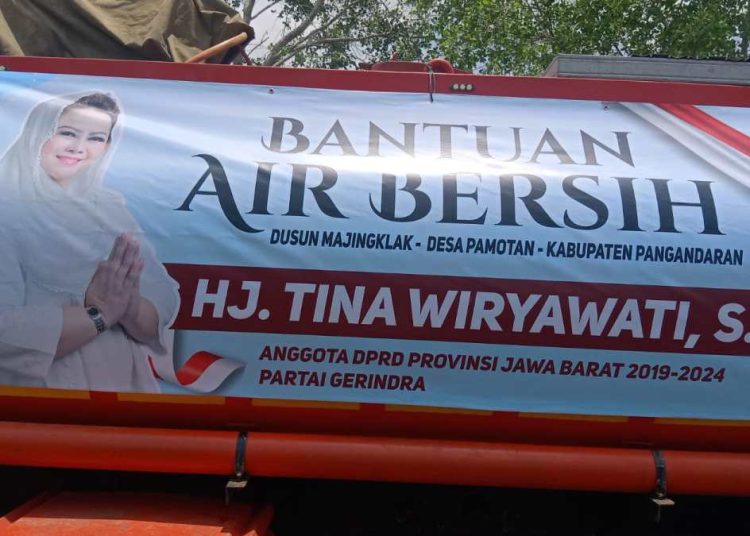 BANTUAN
AIR BERSIH
DUSUN MAJINGKLAK - DESA PAMOTAN - KABUPATEN PANGANDARAN
HJ. TINA WIRYAWATI, S.
ANGGOTA DPRD PROVINSI JAWA BARAT 2019-2024
PARTAI GERINDRA